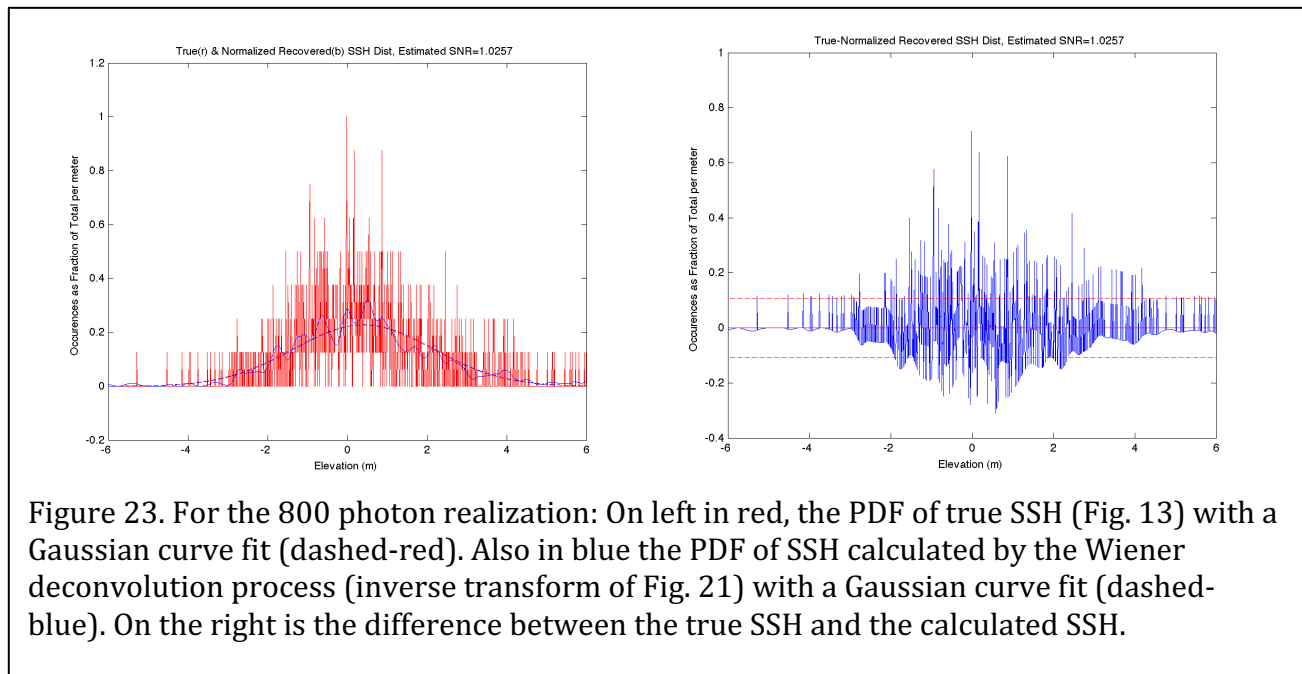 True(r) & Normalized Recovered(b) SSH Dist, Estimated SNR=1.0257
1.2
1
0.8
0.6
0.4
0.2
0
-0.2
Occurences as Fraction of Total per meter
-6 -4 -2 0 2 4 6
Elevation (m)
True-Normalized Recovered SSH Dist, Estimated SNR=1.0257
1
0.8
0.6
0.4
0.2
0
-0.2
-0.4
Occurences as Fraction of Total per meter
-6 -4 -2 0 2 4 6
Elevation (m)
Figure 23. For the 800 photon realization: On left in red, the PDF of true SSH (Fig. 13) with a
Gaussian curve fit (dashed-red). Also in blue the PDF of SSH calculated by the Wiener
deconvolution process (inverse transform of Fig. 21) with a Gaussian curve fit (dashed-
blue). On the right is the difference between the true SSH and the calculated SSH.